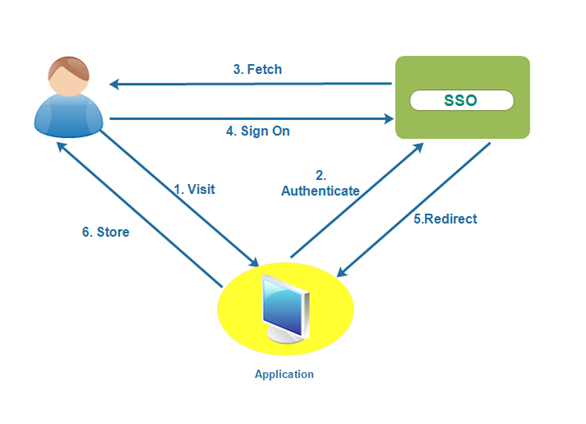 3. Fetch
SSO
4. Sign On
1. Visit
2.
Authenticate
5.Redirect
6. Store
Application